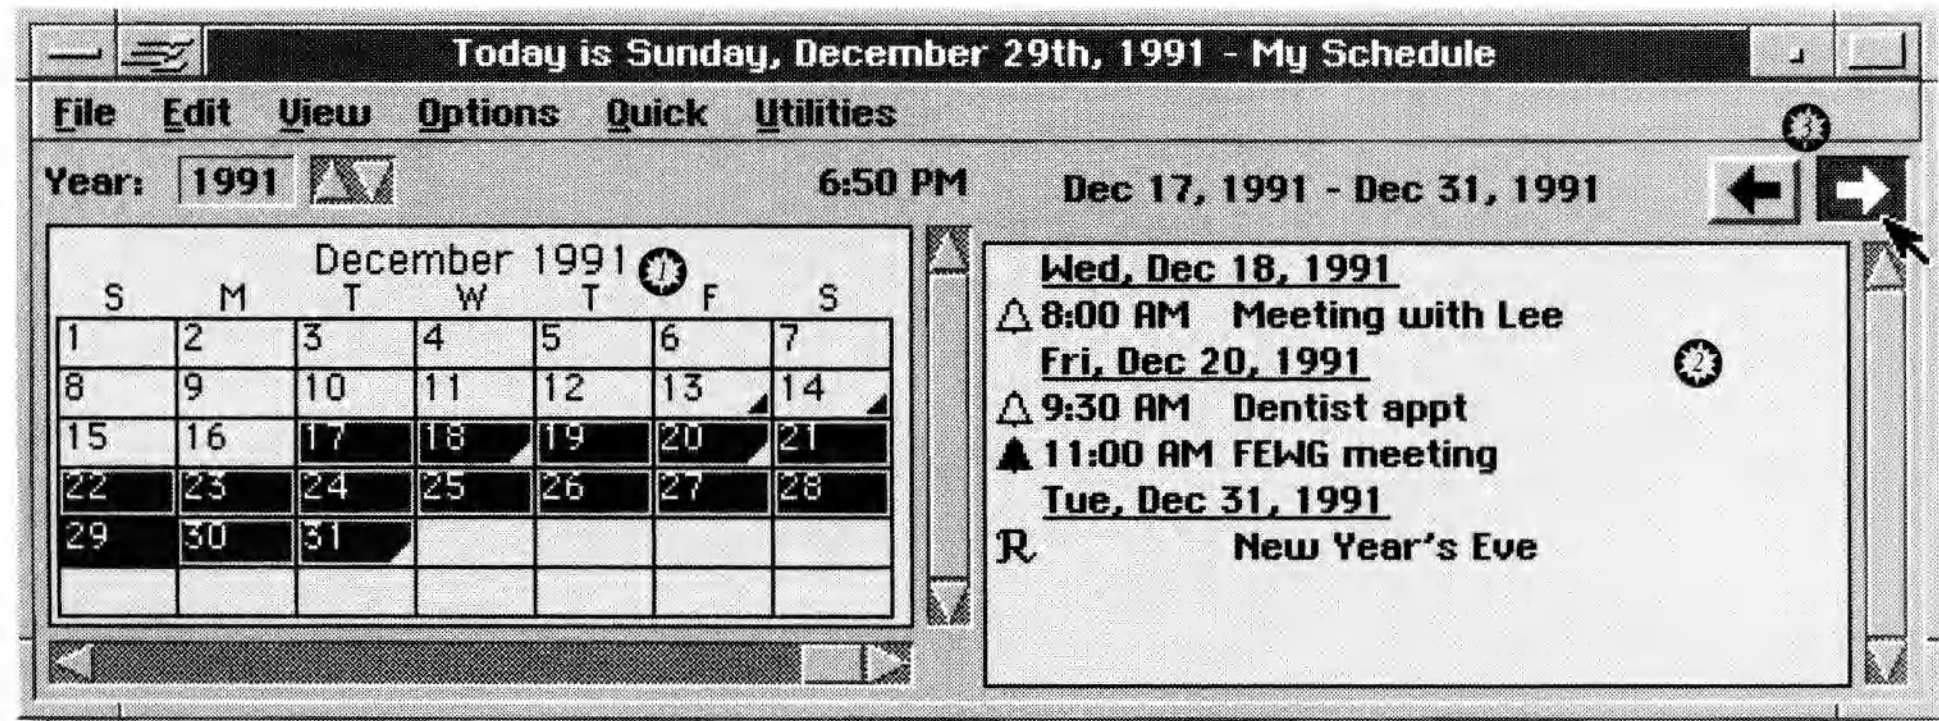 Today is Sunday, December 29th, 1991 - My Schedule
File Edit View Options Quick Utilities
3
Year: 1991 6:50 PM Dec 17, 1991 - Dec 31, 1991
December 1991 1
S M T W T F S
1 2 3 4 5 6 7
8 9 10 11 12 13 14
15 16 17 18 19 20 21
22 23 24 25 26 27 28
29 30 31
Wed, Dec 18, 1991
8:00 AM Meeting with Lee
Fri, Dec 20, 1991
2
9:30 AM Dentist appt
11:00 AM FEWG meeting
Tue, Dec 31, 1991
R New Year's Eve